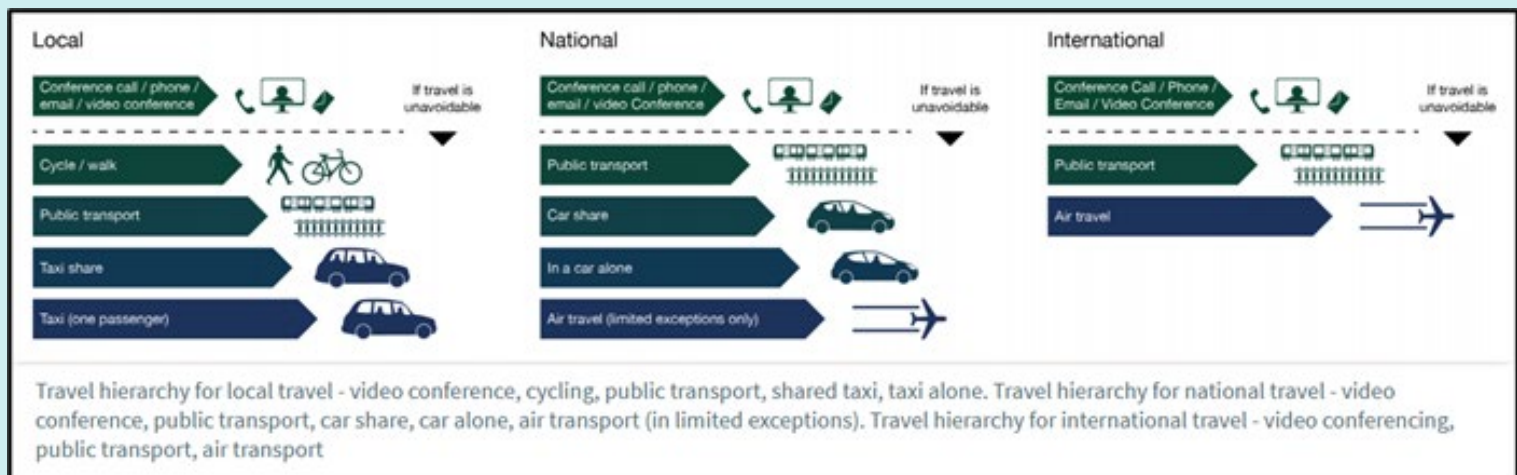 Local
Conference call / phone /
email / video conference
If travel is
unavoidable
Cycle / walk
Public transport
Taxi share
Taxi (one passenger)
National
Conference call / phone /
email / video Conference
If travel is
unavoidable
Public transport
Car share
In a car alone
Air travel (limited exceptions only)
International
Conference Call / Phone /
Email / Video Conference
If travel is
unavoidable
Public transport
Air travel
Travel hierarchy for local travel - video conference, cycling, public transport, shared taxi, taxi alone. Travel hierarchy for national travel - video
conference, public transport, car share, car alone, air transport (in limited exceptions). Travel hierarchy for international travel - video conferencing,
public transport, air transport